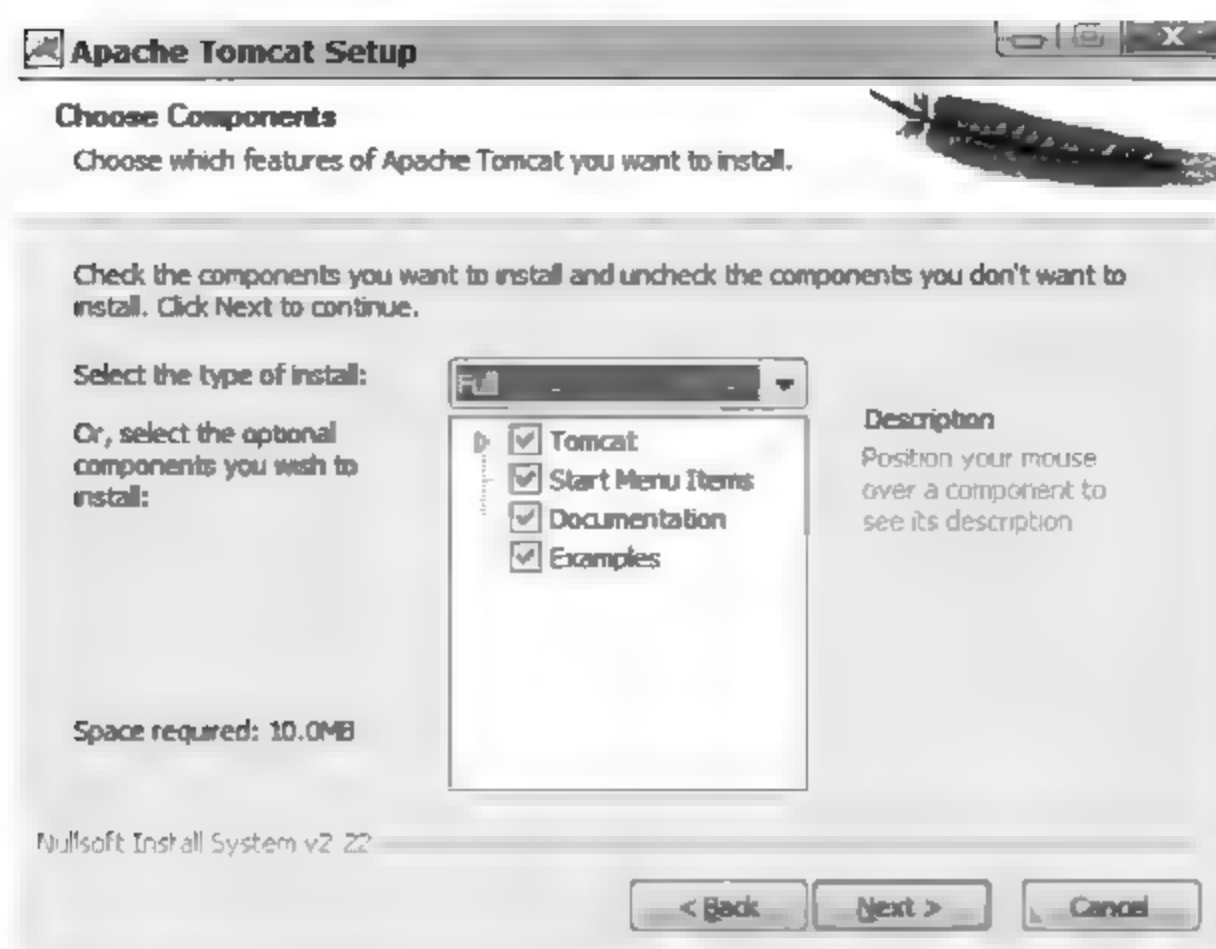 Apache Tomcat Setup
Choose Components
Choose which features of Apache Tomcat you want to install.
Check the components you want to install and uncheck the components you don't want to
install. Click Next to continue.
Select the type of install:
Full
Or, select the optional
components you wish to
install:
Tomcat
Start Menu Items
Documentation
Examples
Description
Position your mouse
over a component to
see its description
Space required: 10.0MB
Nullsoft Install System v2.22
< Back
Next >
Cancel